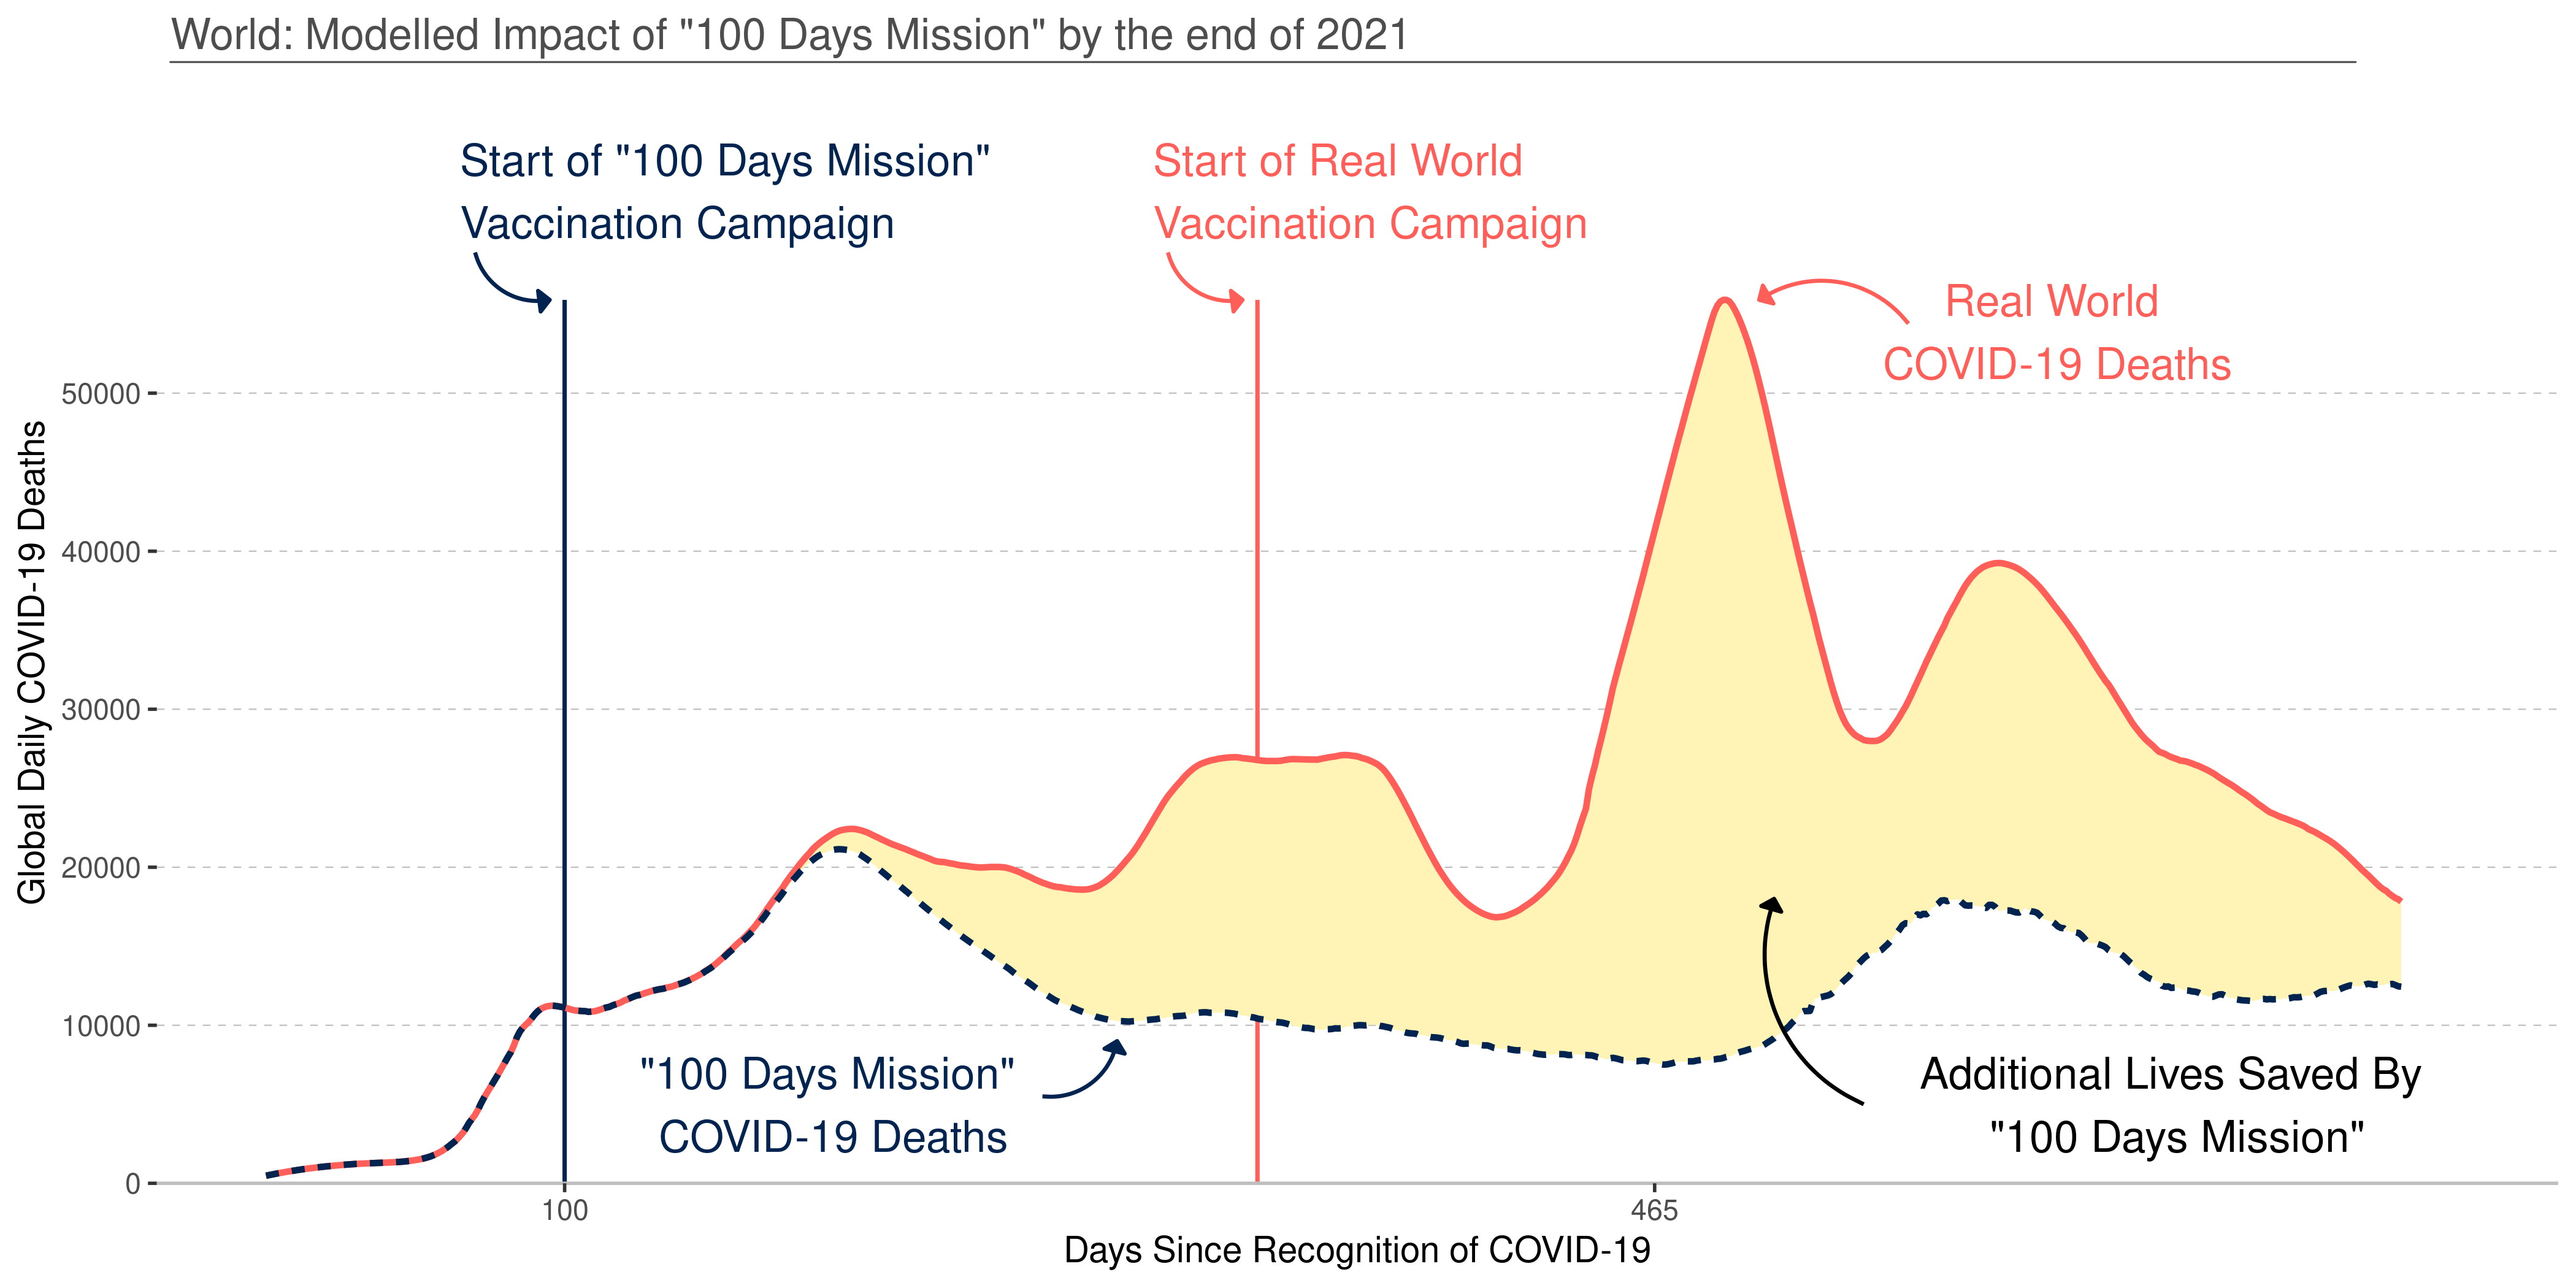 World: Modelled Impact of "100 Days Mission" by the end of 2021
Start of "100 Days Mission"
Vaccination Campaign
Start of Real World
Vaccination Campaign
Real World
COVID-19 Deaths
Global Daily COVID-19 Deaths
50000
40000
30000
20000
10000
0
"100 Days Mission"
COVID-19 Deaths
Additional Lives Saved By
"100 Days Mission"
100
465
Days Since Recognition of COVID-19